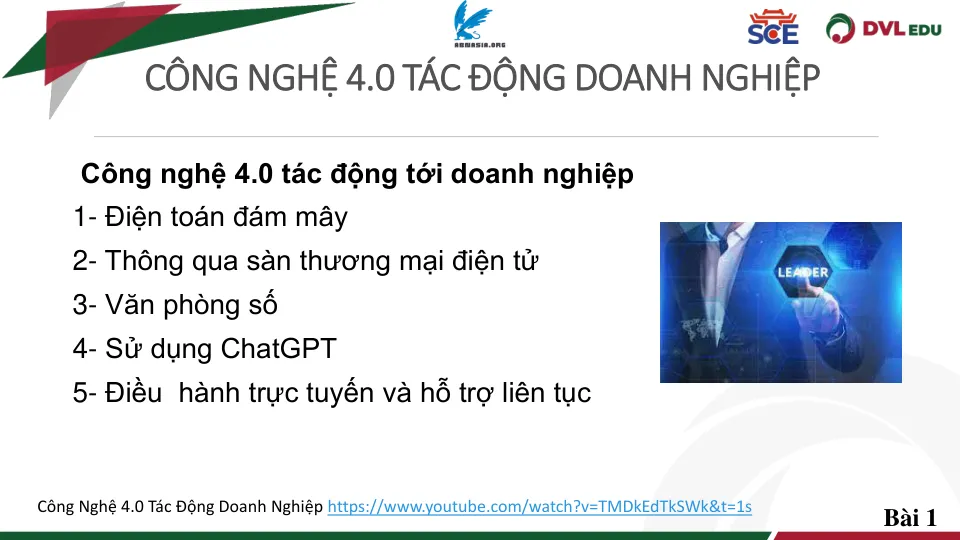 ARMASIA.ORG
SCE
DVL EDU
CÔNG NGHỆ 4.0 TÁC ĐỘNG DOANH NGHIỆP
Công nghệ 4.0 tác động tới doanh nghiệp
1- Điện toán đám mây
2- Thông qua sàn thương mại điện tử
3- Văn phòng số
4- Sử dụng ChatGPT
5- Điều  hành trực tuyến và hỗ trợ liên tục
LEADER
Công Nghệ 4.0 Tác Động Doanh Nghiệp https://www.youtube.com/watch?v=TMDkEdTkSWk&t=1s
Bài 1